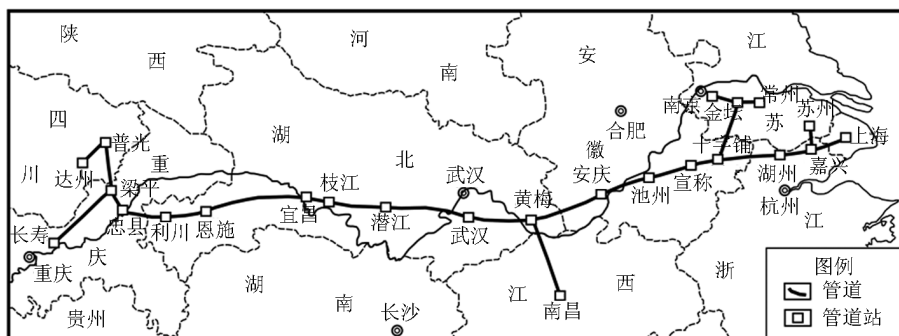 陕
西
河
南
安
徽
江
苏
四
川
重
庆
湖
北
湖
南
江
西
浙
江
贵州
普光
达州
梁平
忠县
长寿
重庆
利川
恩施
宜昌
枝江
潜江
武汉
武汉
黄梅
南昌
长沙
安庆
池州
宣称
十字铺
合肥
南京
金坛
常州
苏州
上海
嘉兴
湖州
杭州
图例
管道
管道站